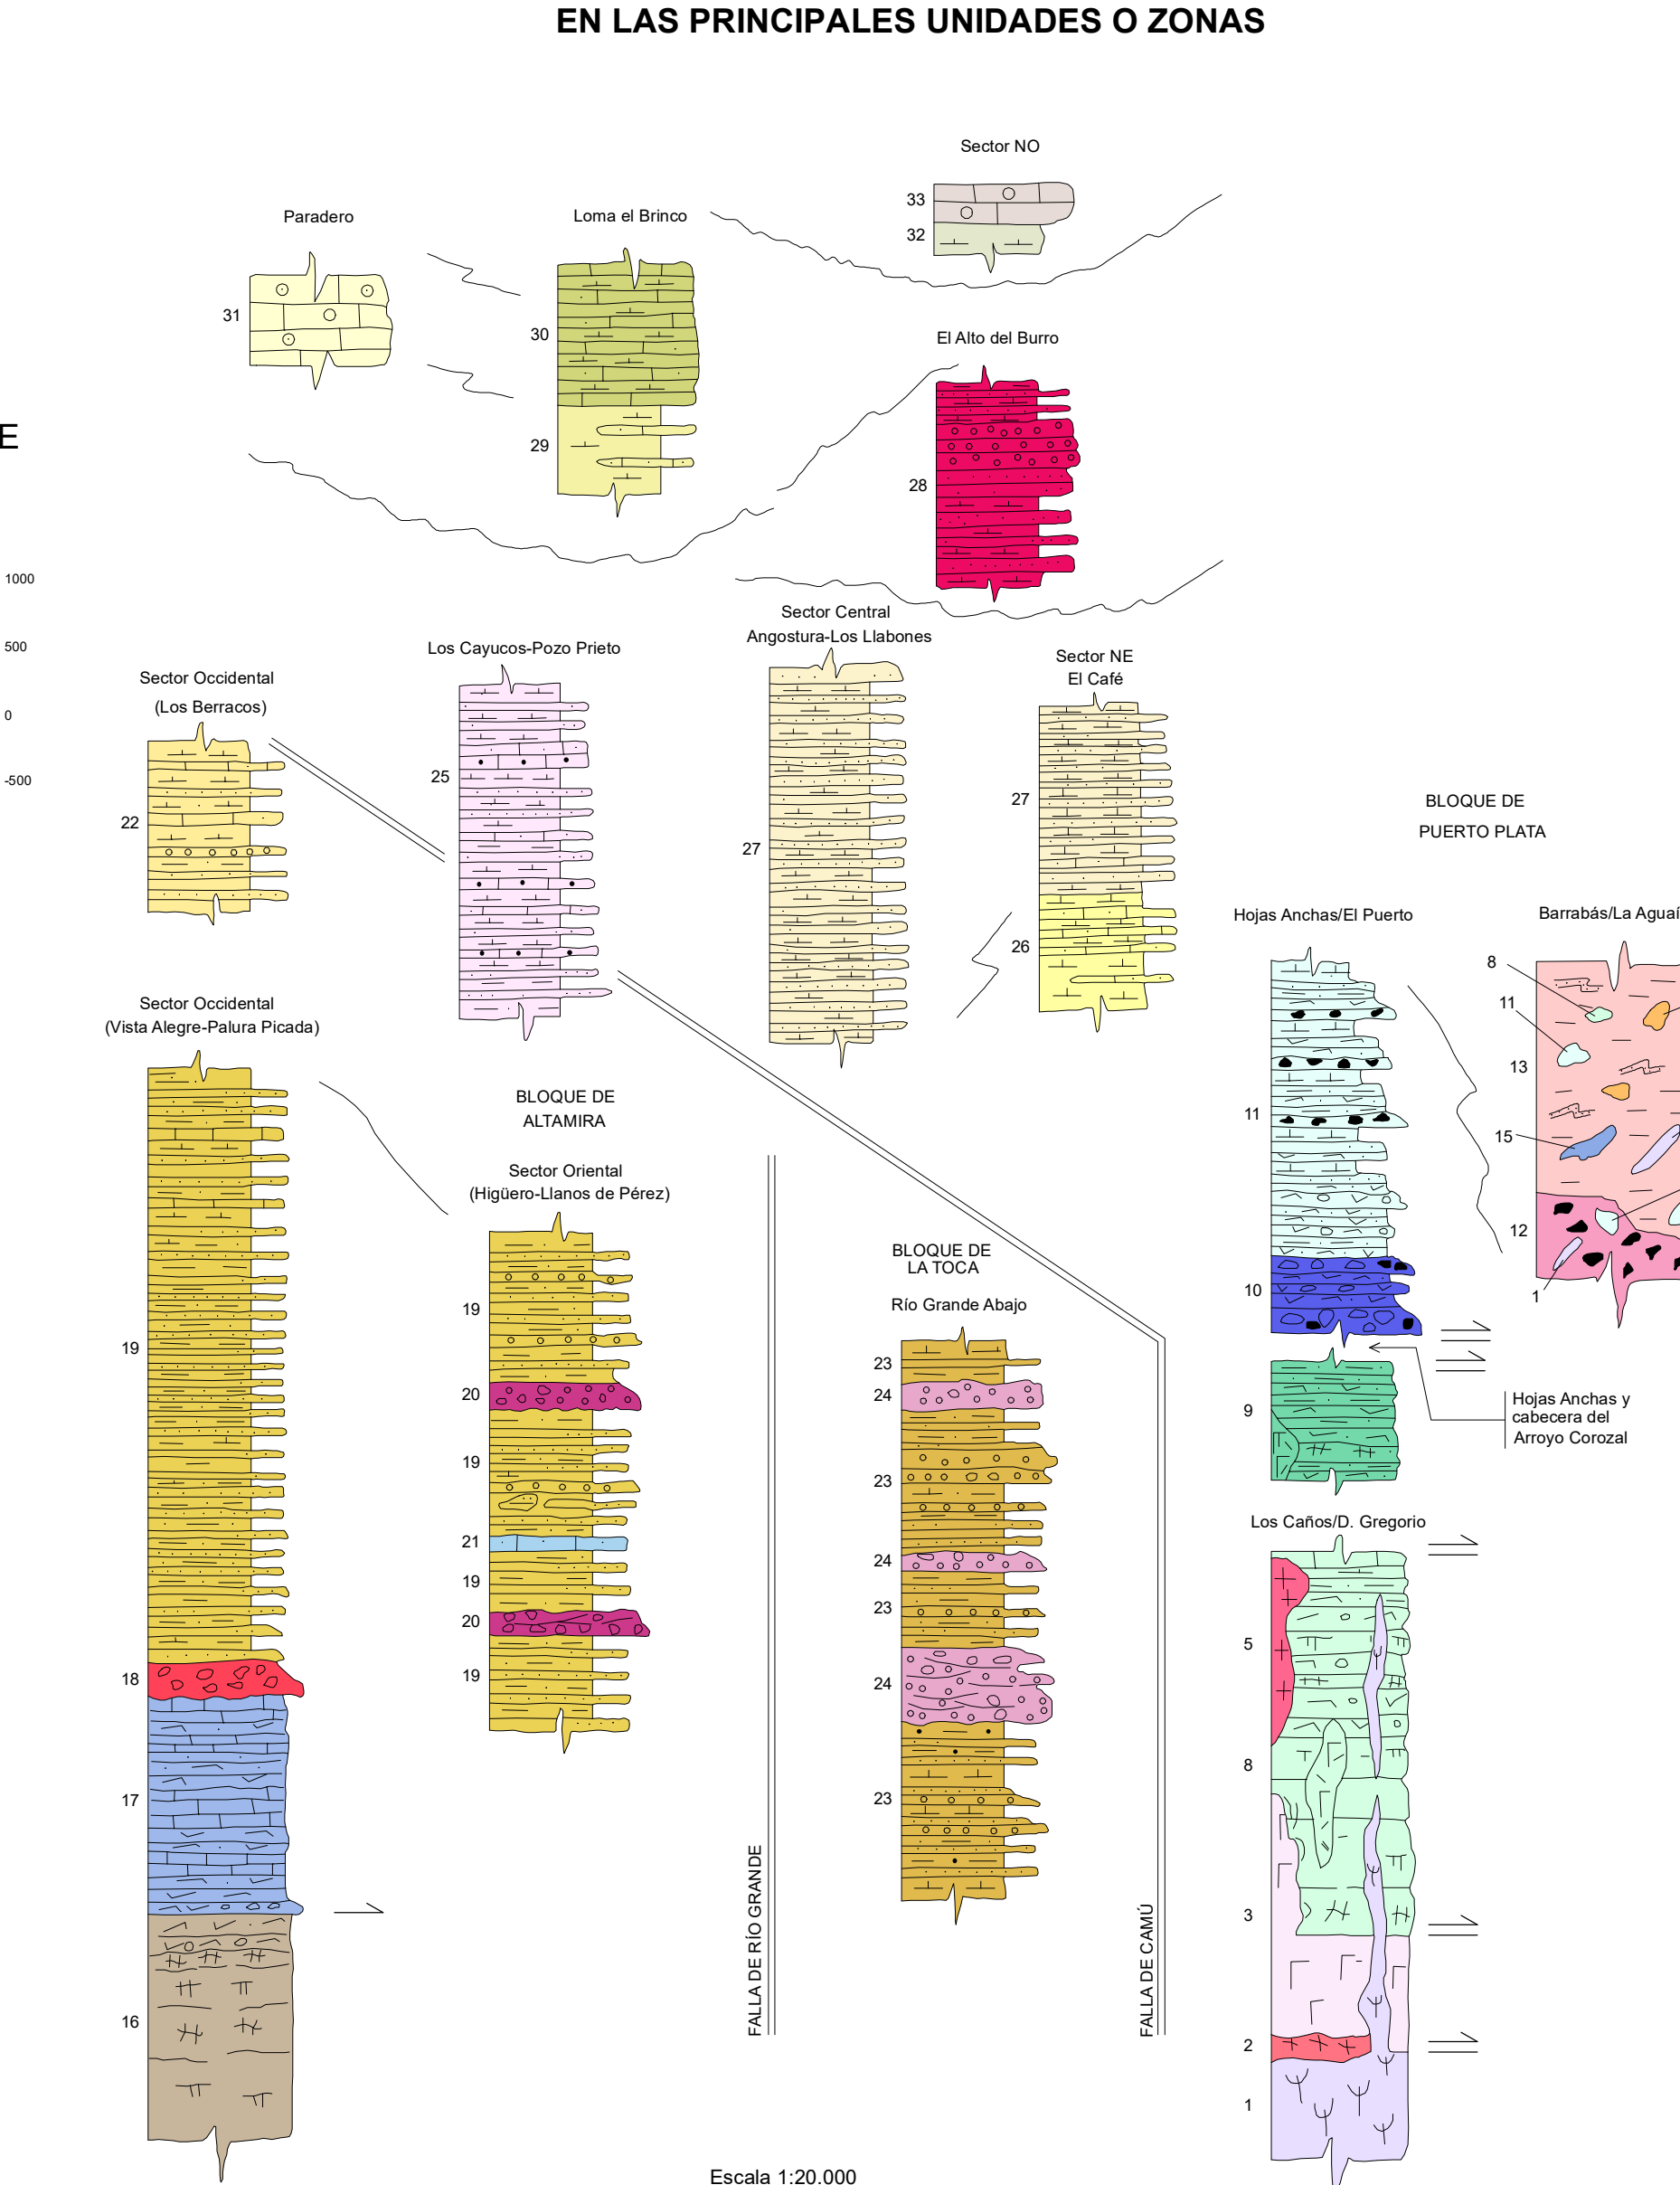 EN LAS PRINCIPALES UNIDADES O ZONAS
Sector NO
33
32
Paradero
31
Loma el Brinco
30
29
El Alto del Burro
28
E
1000
500
0
-500
Sector Occidental
(Los Berracos)
22
Los Cayucos-Pozo Prieto
25
Sector Central
Angostura-Los Llabones
27
Sector NE
El Café
27
26
BLOQUE DE
PUERTO PLATA
Hojas Anchas/El Puerto
11
10
9
Hojas Anchas y
cabecera del
Arroyo Corozal
Barrabás/La Aguaí
8
11
13
15
12
1
Sector Occidental
(Vista Alegre-Palura Picada)
19
18
17
16
BLOQUE DE
ALTAMIRA
Sector Oriental
(Higüero-Llanos de Pérez)
19
20
19
21
19
20
19
FALLA DE RÍO GRANDE
BLOQUE DE
LA TOCA
Río Grande Abajo
23
24
23
24
23
24
23
FALLA DE CAMÚ
Los Caños/D. Gregorio
5
8
3
2
1
Escala 1:20.000